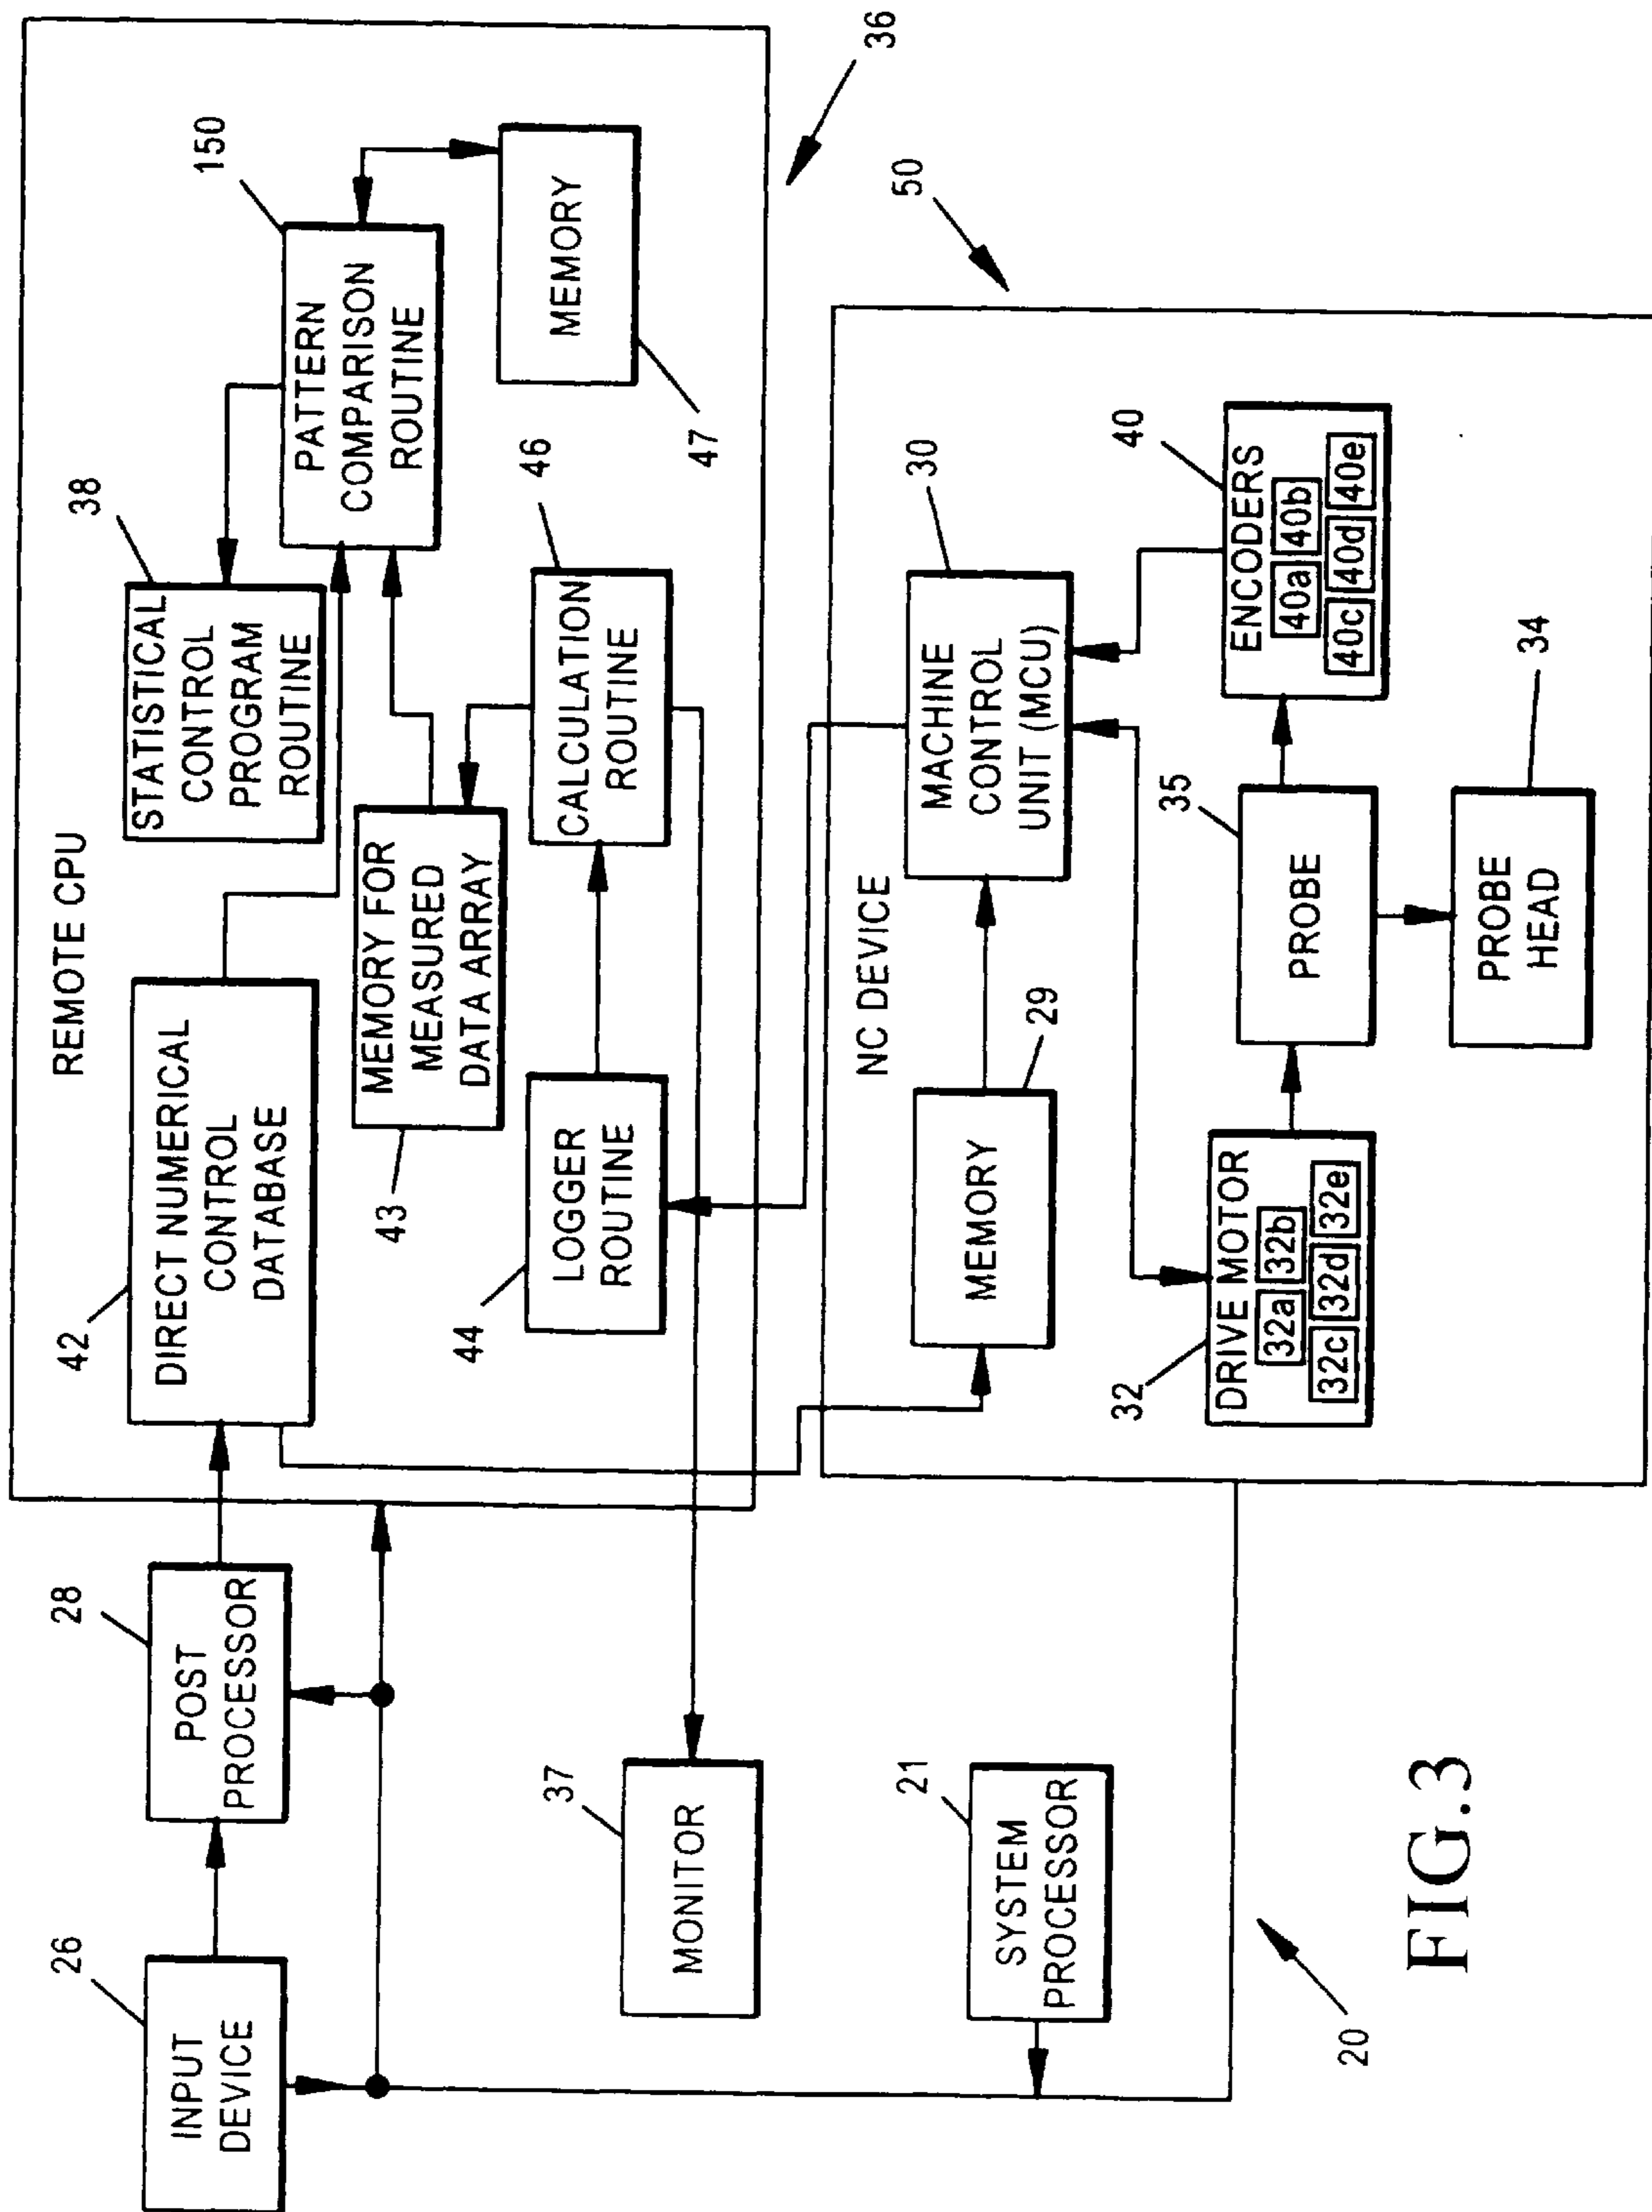 26
INPUT
DEVICE
28
POST
PROCESSOR
37
MONITOR
21
SYSTEM
PROCESSOR
20
REMOTE CPU
36
42
DIRECT NUMERICAL
CONTROL
DATABASE
38
STATISTICAL
CONTROL
PROGRAM
ROUTINE
150
PATTERN
COMPARISON
ROUTINE
43
MEMORY FOR
MEASURED
DATA ARRAY
44
LOGGER
ROUTINE
46
CALCULATION
ROUTINE
47
MEMORY
50
NC DEVICE
29
MEMORY
30
MACHINE
CONTROL
UNIT (MCU)
32
DRIVE MOTOR
32a 32b
32c 32d 32e
35
PROBE
40
ENCODERS
40a 40b
40c 40d 40e
34
PROBE
HEAD
FIG.3